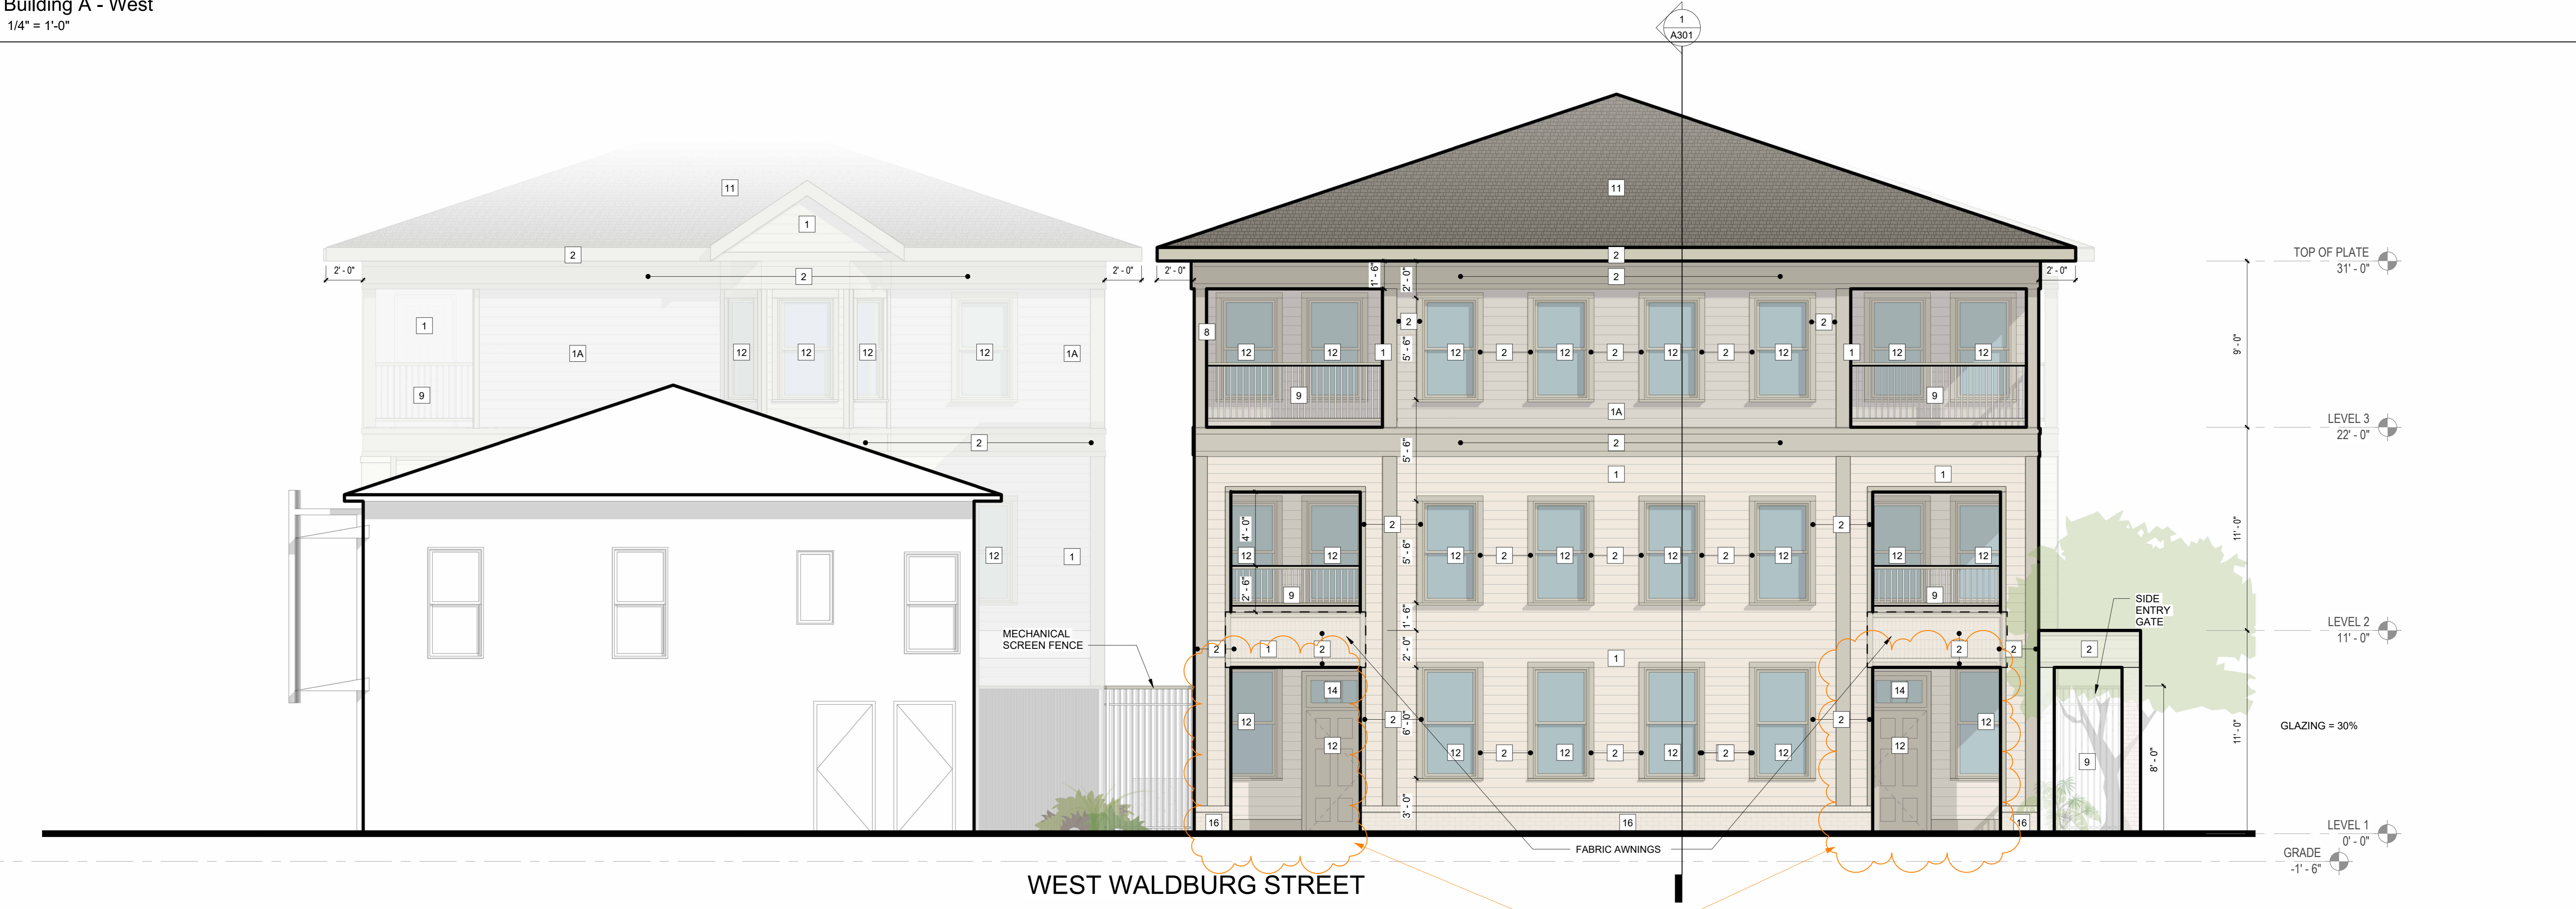 Building A - West
1/4" = 1'-0"
1
A301
11
1
2
2
2' - 0"
2' - 0"
1
1A
12
12
12
12
1A
9
2
12
1
MECHANICAL
SCREEN FENCE
11
2
2
2' - 0"
2' - 0"
1' - 6"
2' - 0"
8
12
12
1
2
5' - 6"
12
2
12
2
12
2
12
2
1
12
12
9
1A
9
2
5' - 6"
1
1
4' - 0"
12
12
2
5' - 6"
12
2
12
2
12
2
12
2
12
12
2' - 6"
9
9
1' - 6"
2
1
2
2' - 0"
1
2
2
2
14
14
12
12
2
6' - 0"
12
2
12
2
12
2
12
2
12
12
3' - 0"
16
16
16
9
8' - 0"
SIDE
ENTRY
GATE
FABRIC AWNINGS
TOP OF PLATE
31' - 0"
9' - 0"
LEVEL 3
22' - 0"
11' - 0"
LEVEL 2
11' - 0"
11' - 0"
GLAZING = 30%
LEVEL 1
0' - 0"
GRADE
-1' - 6"
WEST WALDBURG STREET